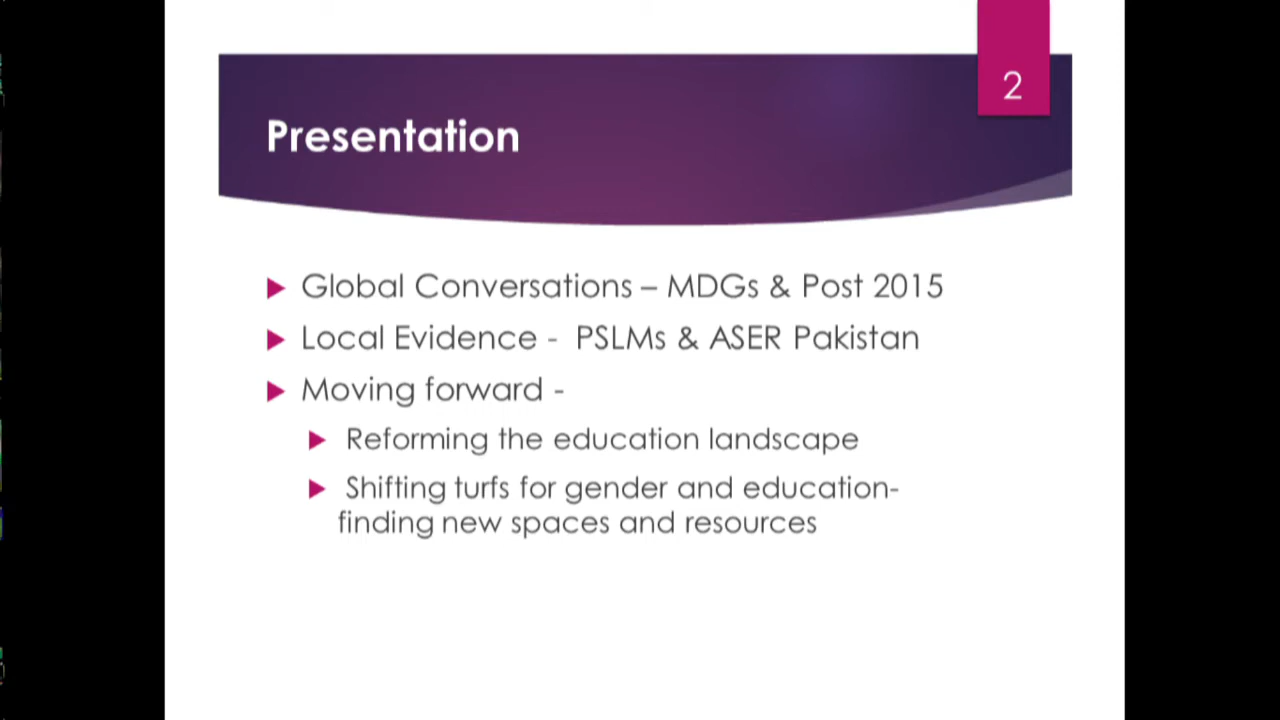 2
Presentation
Global Conversations – MDGs & Post 2015
Local Evidence - PSLMs & ASER Pakistan
Moving forward -
Reforming the education landscape
Shifting turfs for gender and education-
finding new spaces and resources